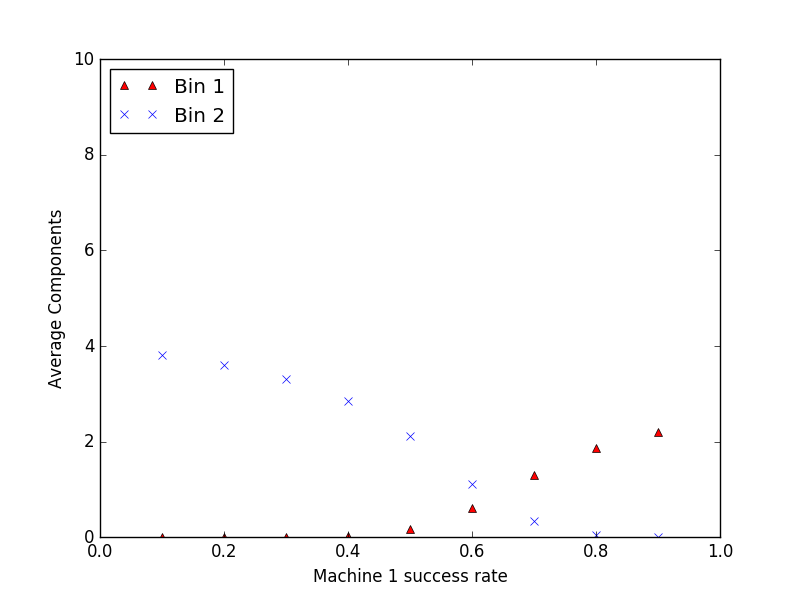 10
8
6
4
2
0
Average Components
Bin 1
Bin 2
0.0 0.2 0.4 0.6 0.8 1.0
Machine 1 success rate